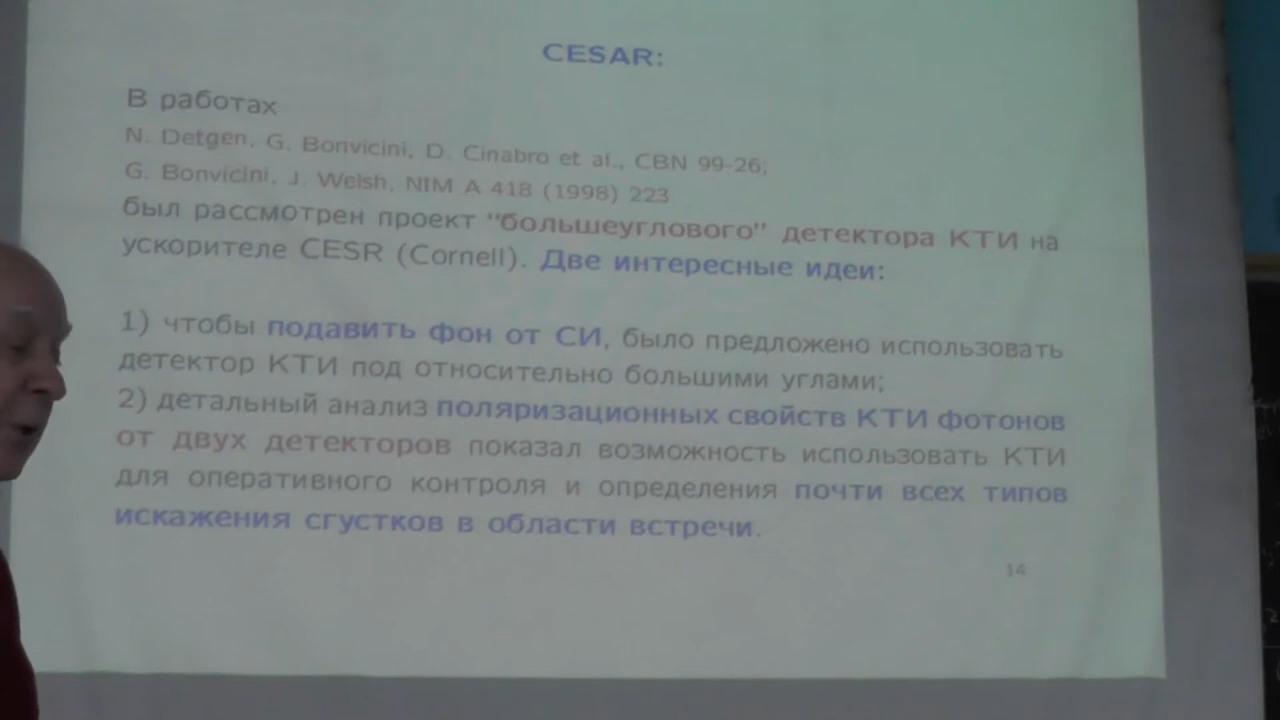 CESAR:
В работах
N. Detgen, G. Bonvicini, D. Cinabro et al., CBN 99-26;
G. Bonvicini, J. Welsh, NIM A 418 (1998) 223
был рассмотрен проект "большеуглового" детектора КТИ на
ускорителе CESR (Cornell). Две интересные идеи:
1) чтобы подавить фон от СИ, было предложено использовать
детектор КТИ под относительно большими углами;
2) детальный анализ поляризационных свойств КТИ фотонов
от двух детекторов показал возможность использовать КТИ
для оперативного контроля и определения почти всех типов
искажения сгустков в области встречи.
14